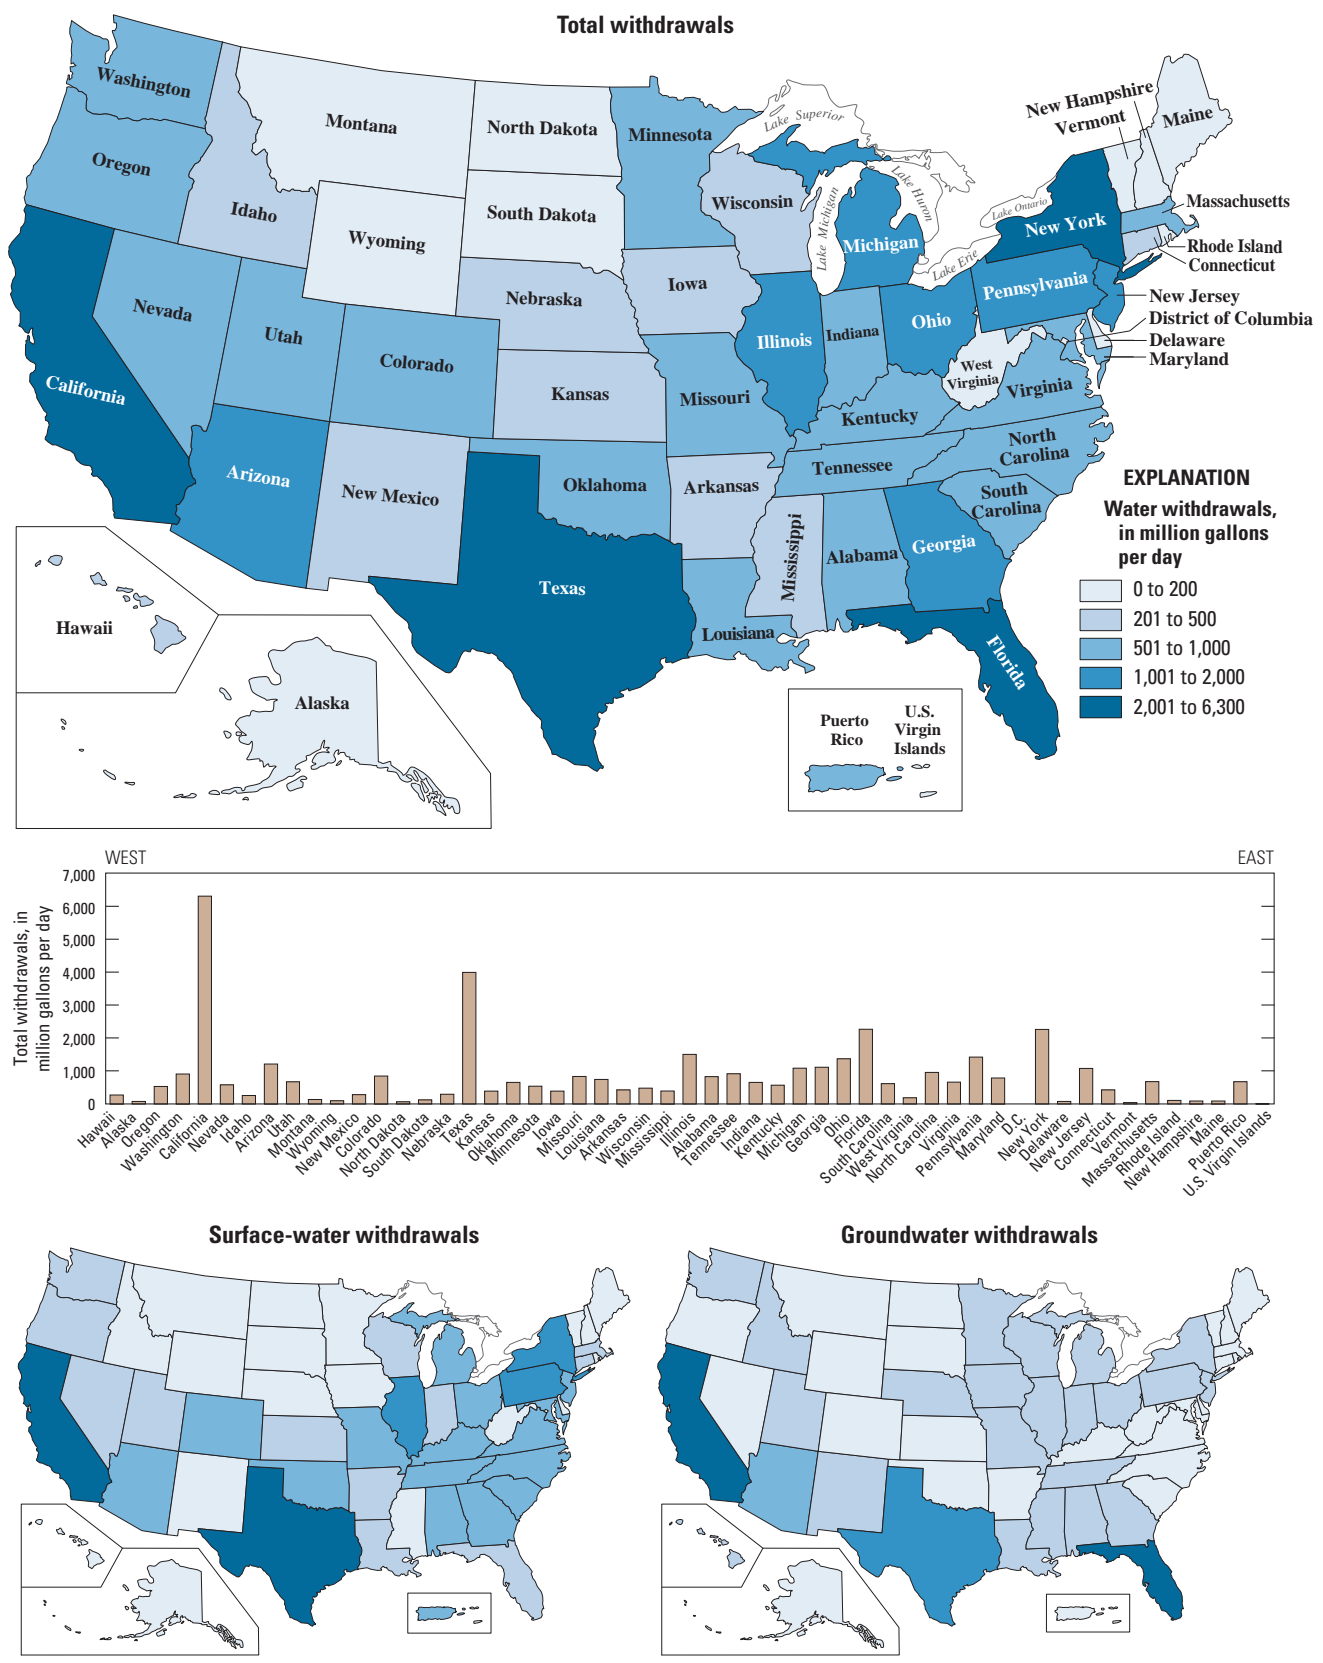 Total withdrawals
Washington
Oregon
Montana
Idaho
Wyoming
North Dakota
South Dakota
Minnesota
Wisconsin
Lake Superior
Lake Michigan
Lake Huron
Lake Ontario
Lake Erie
New Hampshire
Vermont
Maine
Massachusetts
New York
Michigan
Rhode Island
Connecticut
Pennsylvania
New Jersey
District of Columbia
Delaware
Maryland
Nebraska
Iowa
Nevada
Utah
Colorado
Illinois
Indiana
Ohio
West
Virginia
Virginia
California
Kansas
Missouri
Kentucky
North
Carolina
Tennessee
Arizona
New Mexico
Oklahoma
Arkansas
South
Carolina
Mississippi
Alabama
Georgia
Texas
Louisiana
Florida
Hawaii
Alaska
Puerto
Rico
U.S.
Virgin
Islands
EXPLANATION
Water withdrawals,
in million gallons
per day
0 to 200
201 to 500
501 to 1,000
1,001 to 2,000
2,001 to 6,300
WEST
EAST
Total withdrawals, in
million gallons per day
7,000
6,000
5,000
4,000
3,000
2,000
1,000
0
Hawaii
Alaska
Oregon
Washington
California
Nevada
Idaho
Arizona
Utah
Montana
Wyoming
New Mexico
Colorado
North Dakota
South Dakota
Nebraska
Texas
Kansas
Oklahoma
Minnesota
Iowa
Missouri
Louisiana
Arkansas
Wisconsin
Mississippi
Illinois
Alabama
Tennessee
Indiana
Kentucky
Michigan
Georgia
Ohio
Florida
South Carolina
West Virginia
North Carolina
Virginia
Pennsylvania
Maryland
D.C.
New York
Delaware
New Jersey
Connecticut
Vermont
Massachusetts
Rhode Island
New Hampshire
Maine
Puerto Rico
U.S. Virgin Islands
Surface-water withdrawals
Groundwater withdrawals